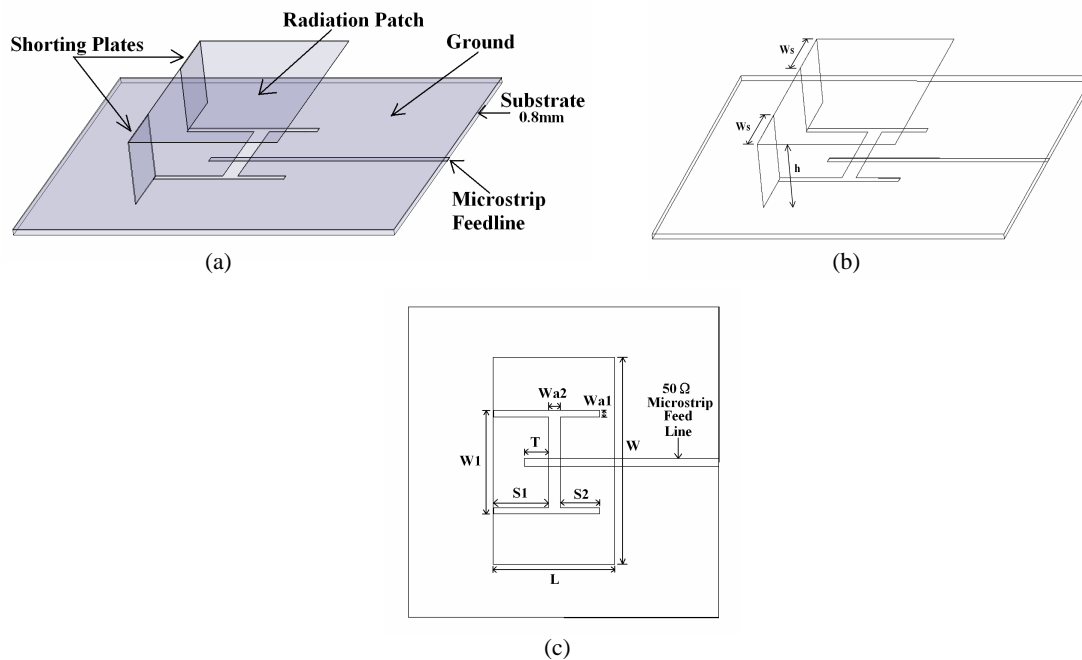 Radiation Patch
Shorting Plates
Ground
Substrate
0.8mm
Microstrip
Feedline
(a)
Ws
Ws
h
(b)
50 Ω
Microstrip
Feed
Line
Wa2
Wa1
T
W
W1
S1
S2
L
(c)